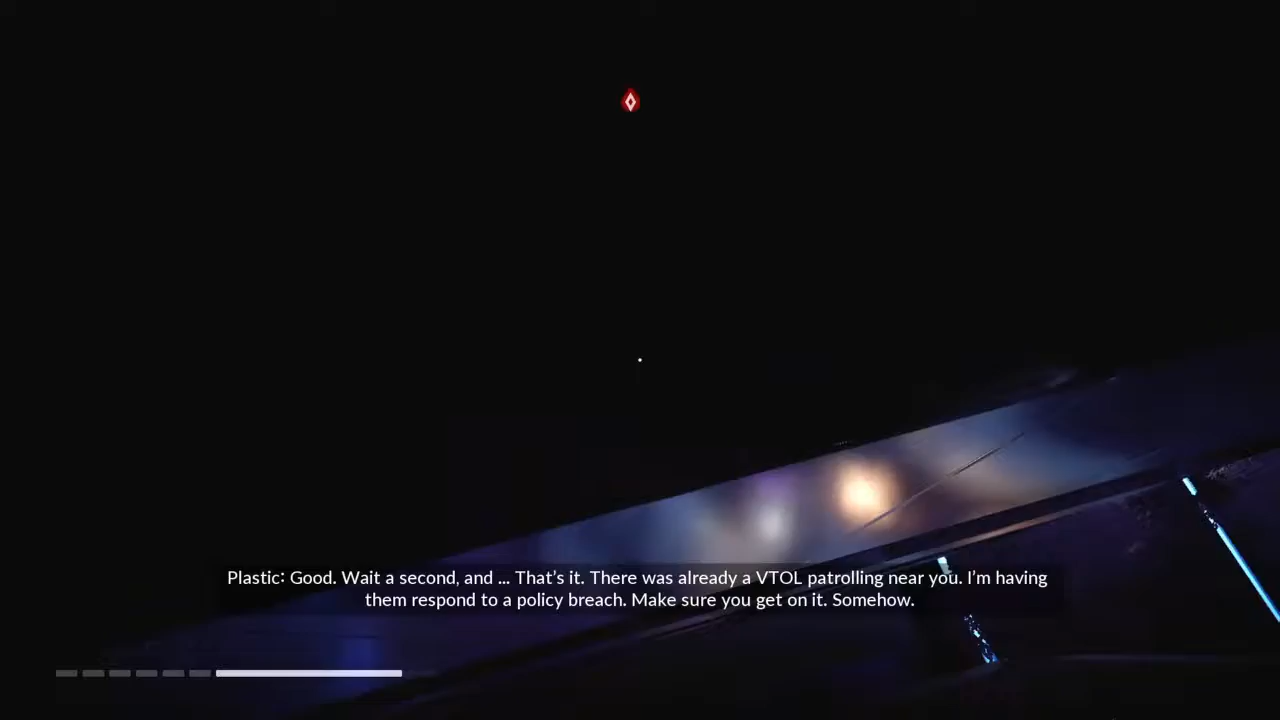 Plastic: Good. Wait a second, and ... That's it. There was already a VTOL patrolling near you. I'm having
them respond to a policy breach. Make sure you get on it. Somehow.